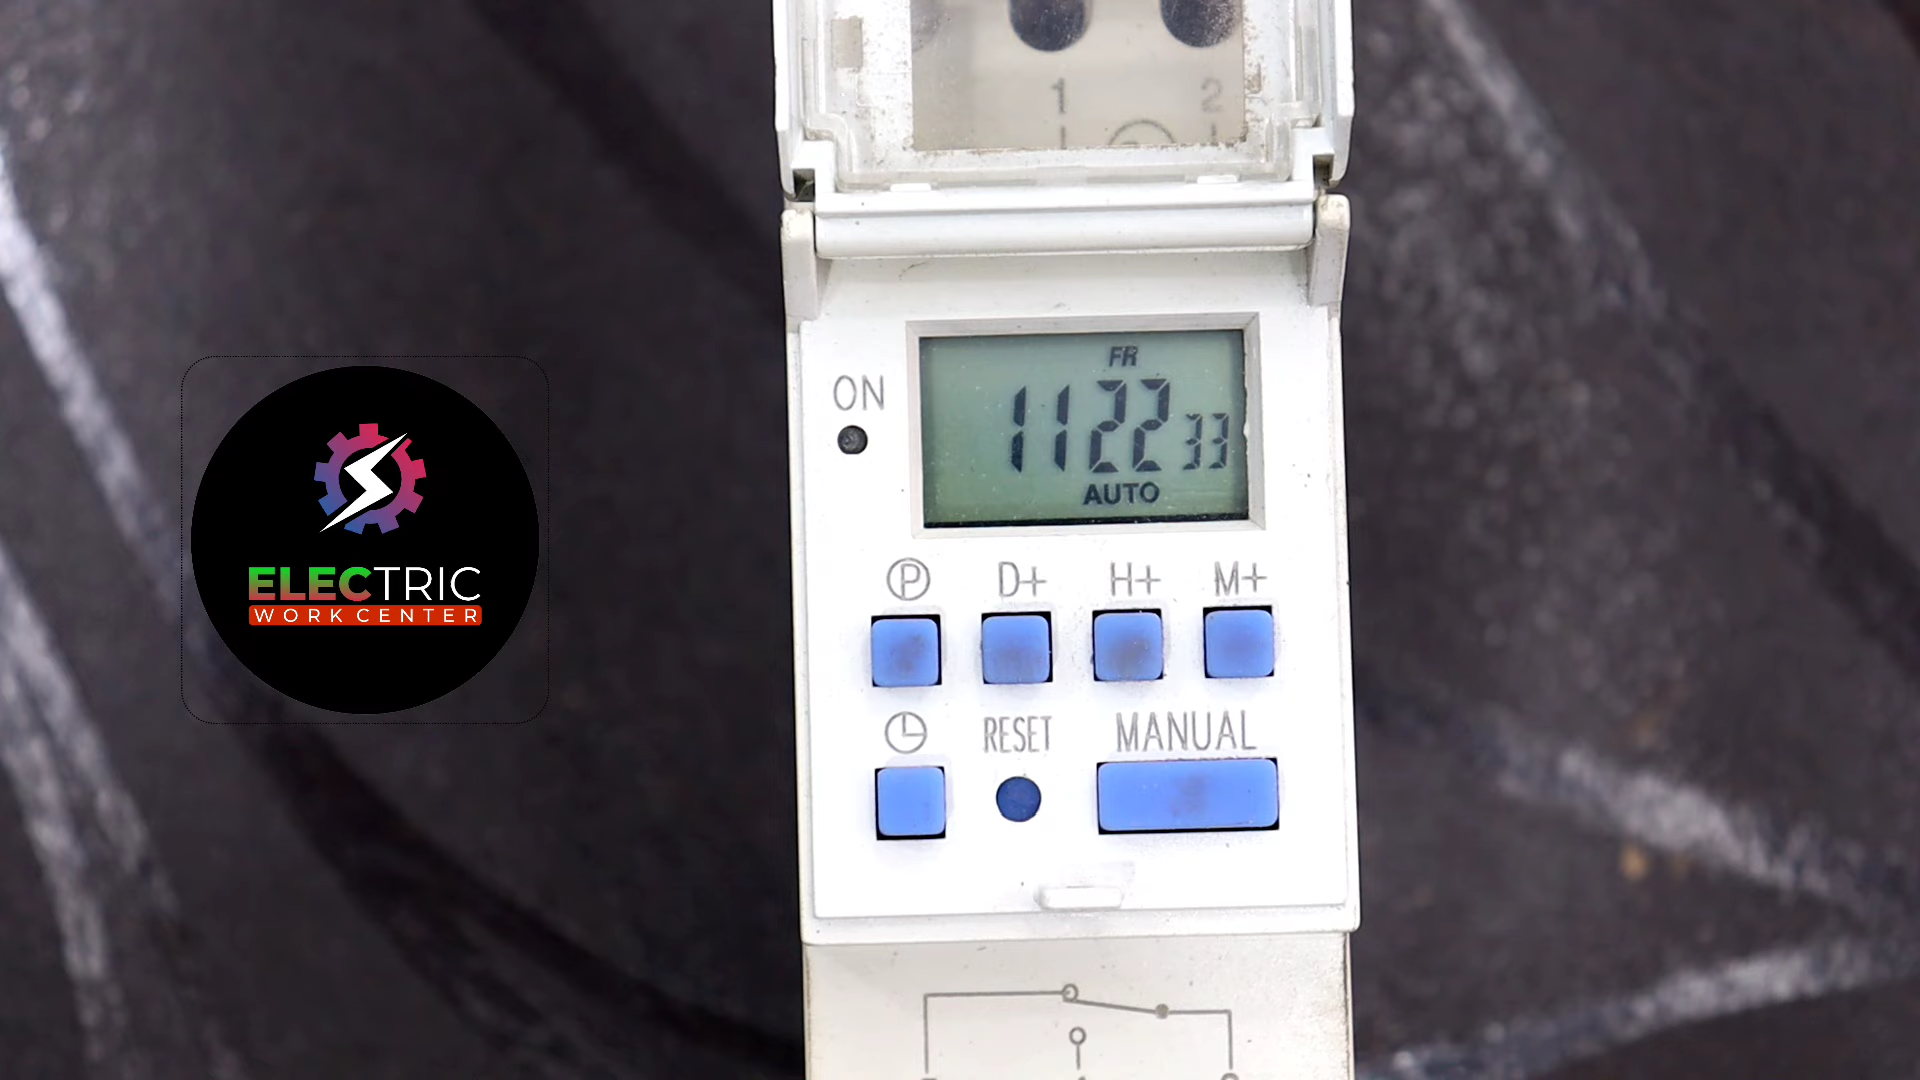 1 2
ON
FR
11 22 33
AUTO
P D+ H+ M+
RESET MANUAL
ELECTRIC
WORK CENTER